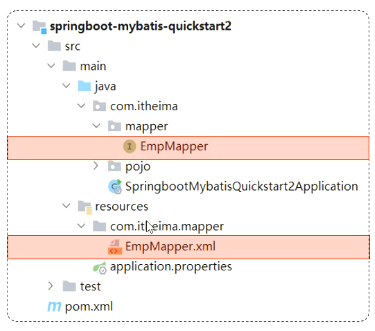 springboot-mybatis-quickstart2
src
main
java
com.itheima
mapper
I EmpMapper
pojo
SpringbootMybatisQuickstart2Application
resources
com.itheima.mapper
EmpMapper.xml
application.properties
test
m pom.xml